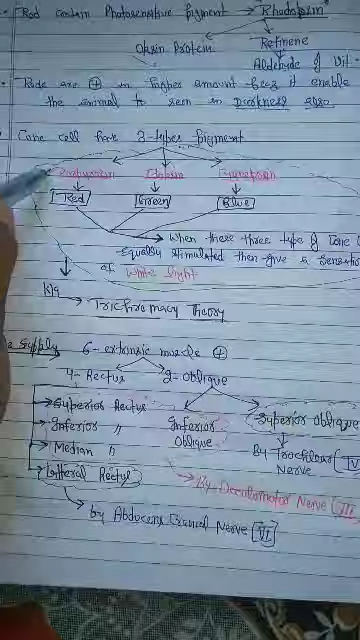 Rod contain Photosensitive pigment → Rhodopsin
Opsin Protein
Retinene
Aldehyde of Vit-
Rods are + in higher amount bcaz it enable
the animal to seen in Darkness also
Cone cell have 3-types pigment
Red
Green
Blue
→ When these three type of Cone
equally stimulated then give a sensatio
of white light
K/a
→ Trichromacy Theory
Supply 6-extrinsic muscle +
4- Rectus 2-Oblique
→ Superior Rectus
→ Inferior "
→ Median "
→ Litteral Rectus
Inferior Oblique
Superior Oblique
By Trochlear Nerve (IV
→ By Occulomotor Nerve (III
→ by Abducens Cranial Nerve [VI]